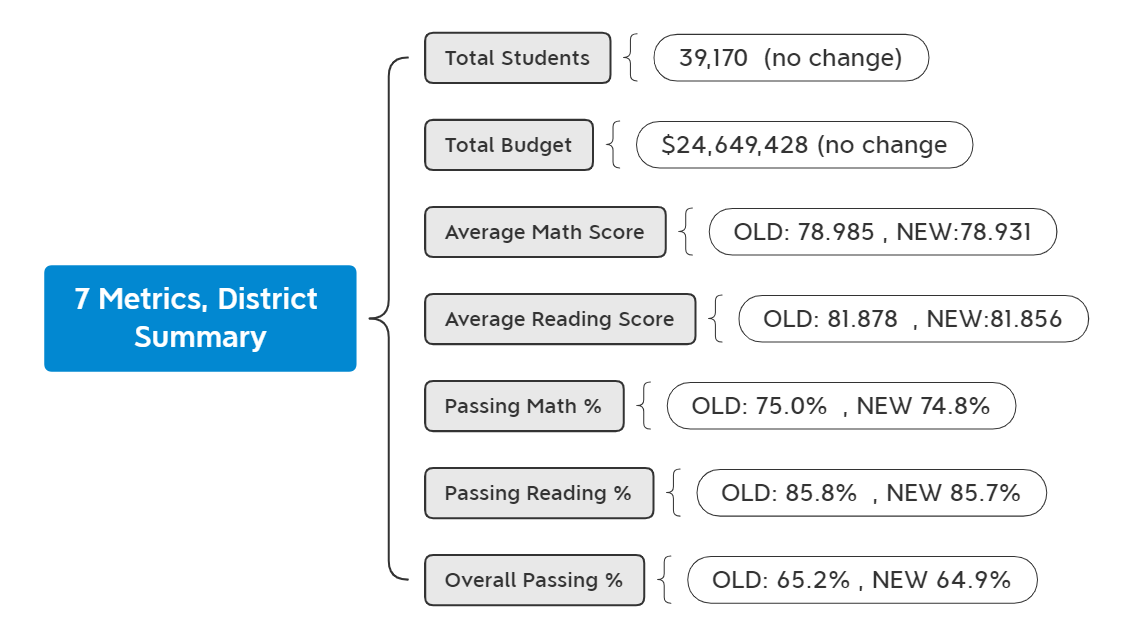 7 Metrics, District
Summary
Total Students
39,170  (no change)
Total Budget
$24,649,428 (no change
Average Math Score
OLD: 78.985 , NEW:78.931
Average Reading Score
OLD: 81.878  , NEW:81.856
Passing Math %
OLD: 75.0%  , NEW 74.8%
Passing Reading %
OLD: 85.8%  , NEW 85.7%
Overall Passing %
OLD: 65.2% , NEW 64.9%